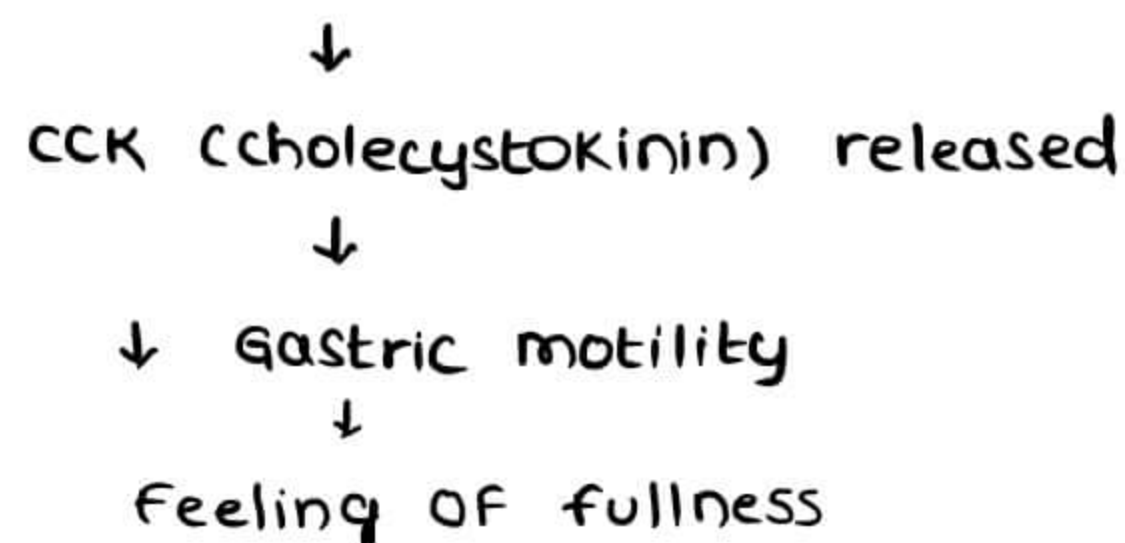 ↓
CCK (cholecystokinin) released
↓
↓ Gastric motility
↓
Feeling of fullness